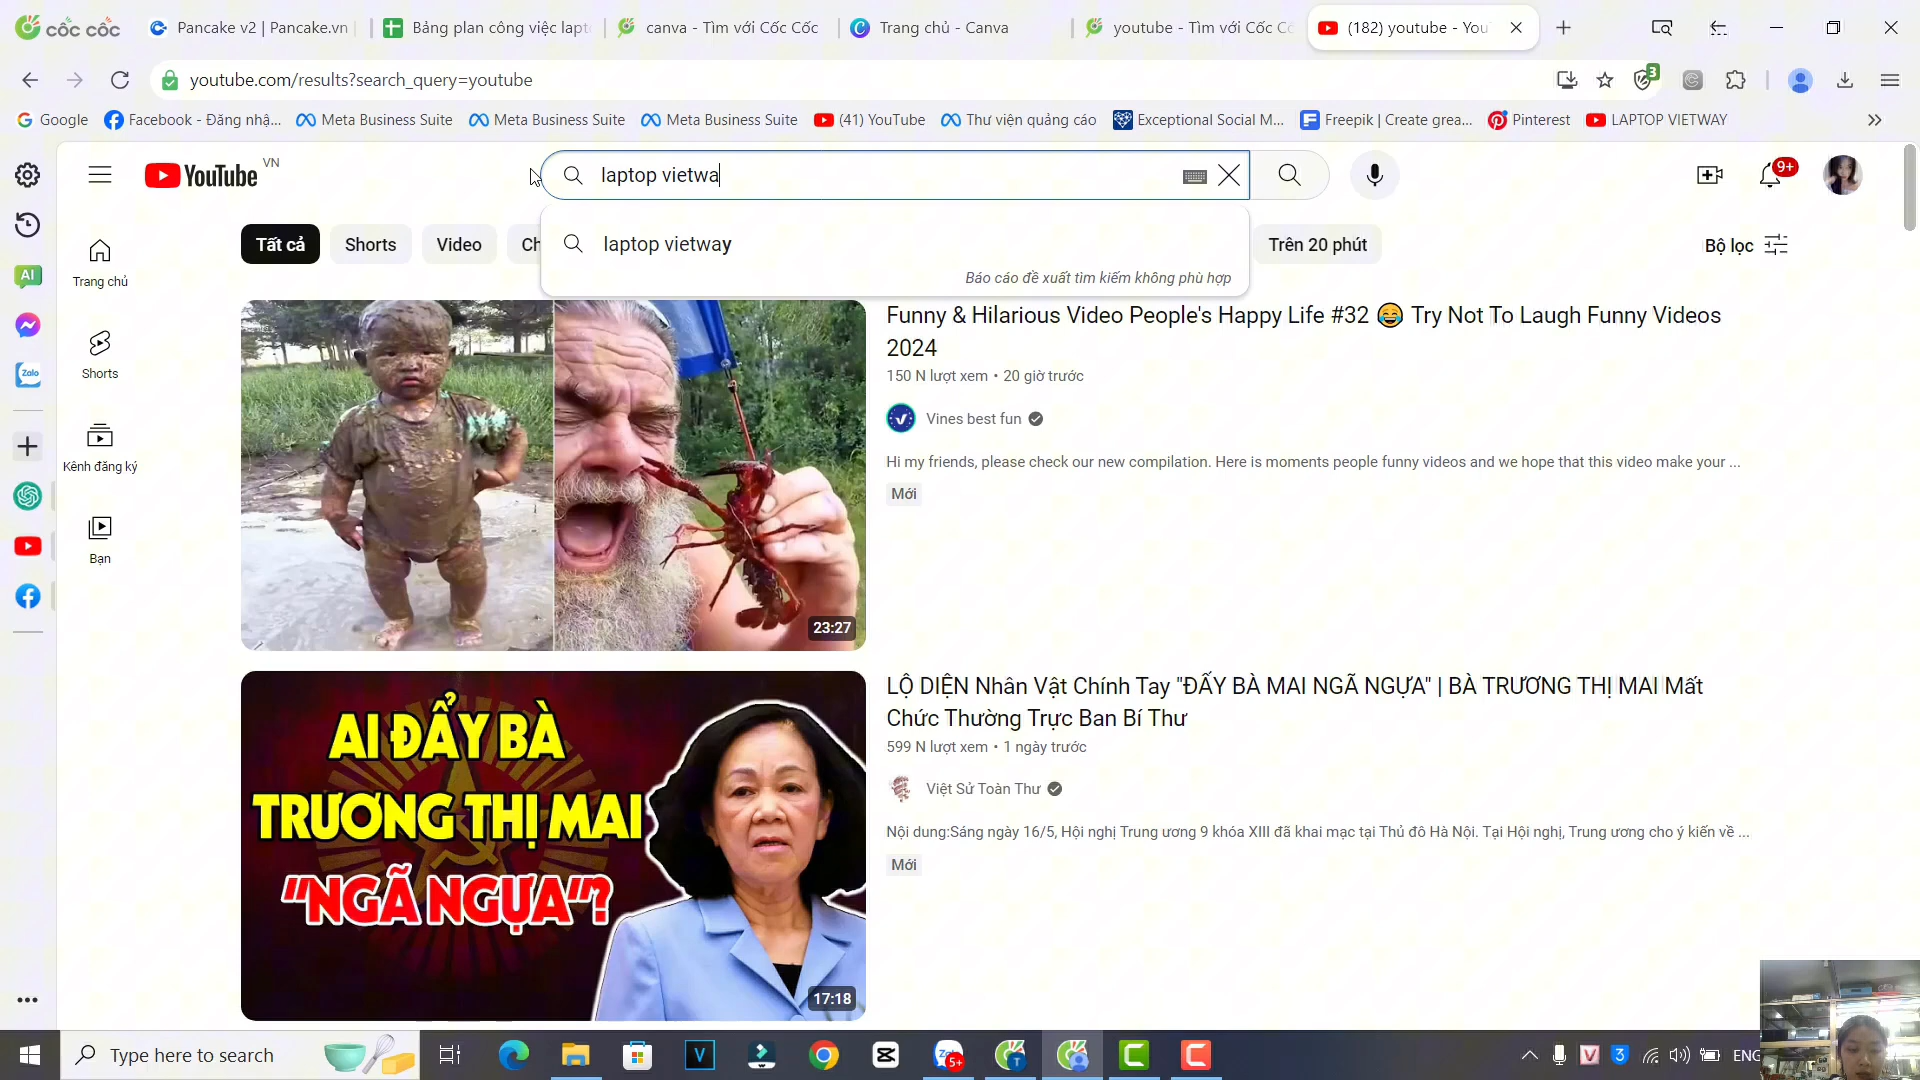 cốc cốc
Pancake v2 | Pancake.vn
Bảng plan công việc lapt
canva - Tìm với Cốc Cốc
Trang chủ - Canva
youtube - Tìm với Cốc Cố
(182) youtube - You
youtube.com/results?search_query=youtube
3
Google
Facebook - Đăng nhậ...
Meta Business Suite
Meta Business Suite
Meta Business Suite
(41) YouTube
Thư viện quảng cáo
Exceptional Social M...
Freepik | Create grea...
Pinterest
LAPTOP VIETWAY
YouTube
VN
laptop vietwa
9+
AI
Zalo
Trang chủ
Shorts
Kênh đăng ký
Bạn
Tất cả
Shorts
Video
Ch
laptop vietway
Báo cáo đề xuất tìm kiếm không phù hợp
Trên 20 phút
Bộ lọc
Funny & Hilarious Video People's Happy Life #32 😂 Try Not To Laugh Funny Videos
2024
150 N lượt xem • 20 giờ trước
Vines best fun
Hi my friends, please check our new compilation. Here is moments people funny videos and we hope that this video make your ...
Mới
23:27
LỘ DIỆN Nhân Vật Chính Tay "ĐẨY BÀ MAI NGÃ NGỰA" | BÀ TRƯƠNG THỊ MAI Mất
Chức Thường Trực Ban Bí Thư
599 N lượt xem • 1 ngày trước
Việt Sử Toàn Thư
Nội dung:Sáng ngày 16/5, Hội nghị Trung ương 9 khóa XIII đã khai mạc tại Thủ đô Hà Nội. Tại Hội nghị, Trung ương cho ý kiến về ...
Mới
AI ĐẨY BÀ
TRƯƠNG THỊ MAI
"NGÃ NGỰA"?
17:18
Type here to search
5+
ENG